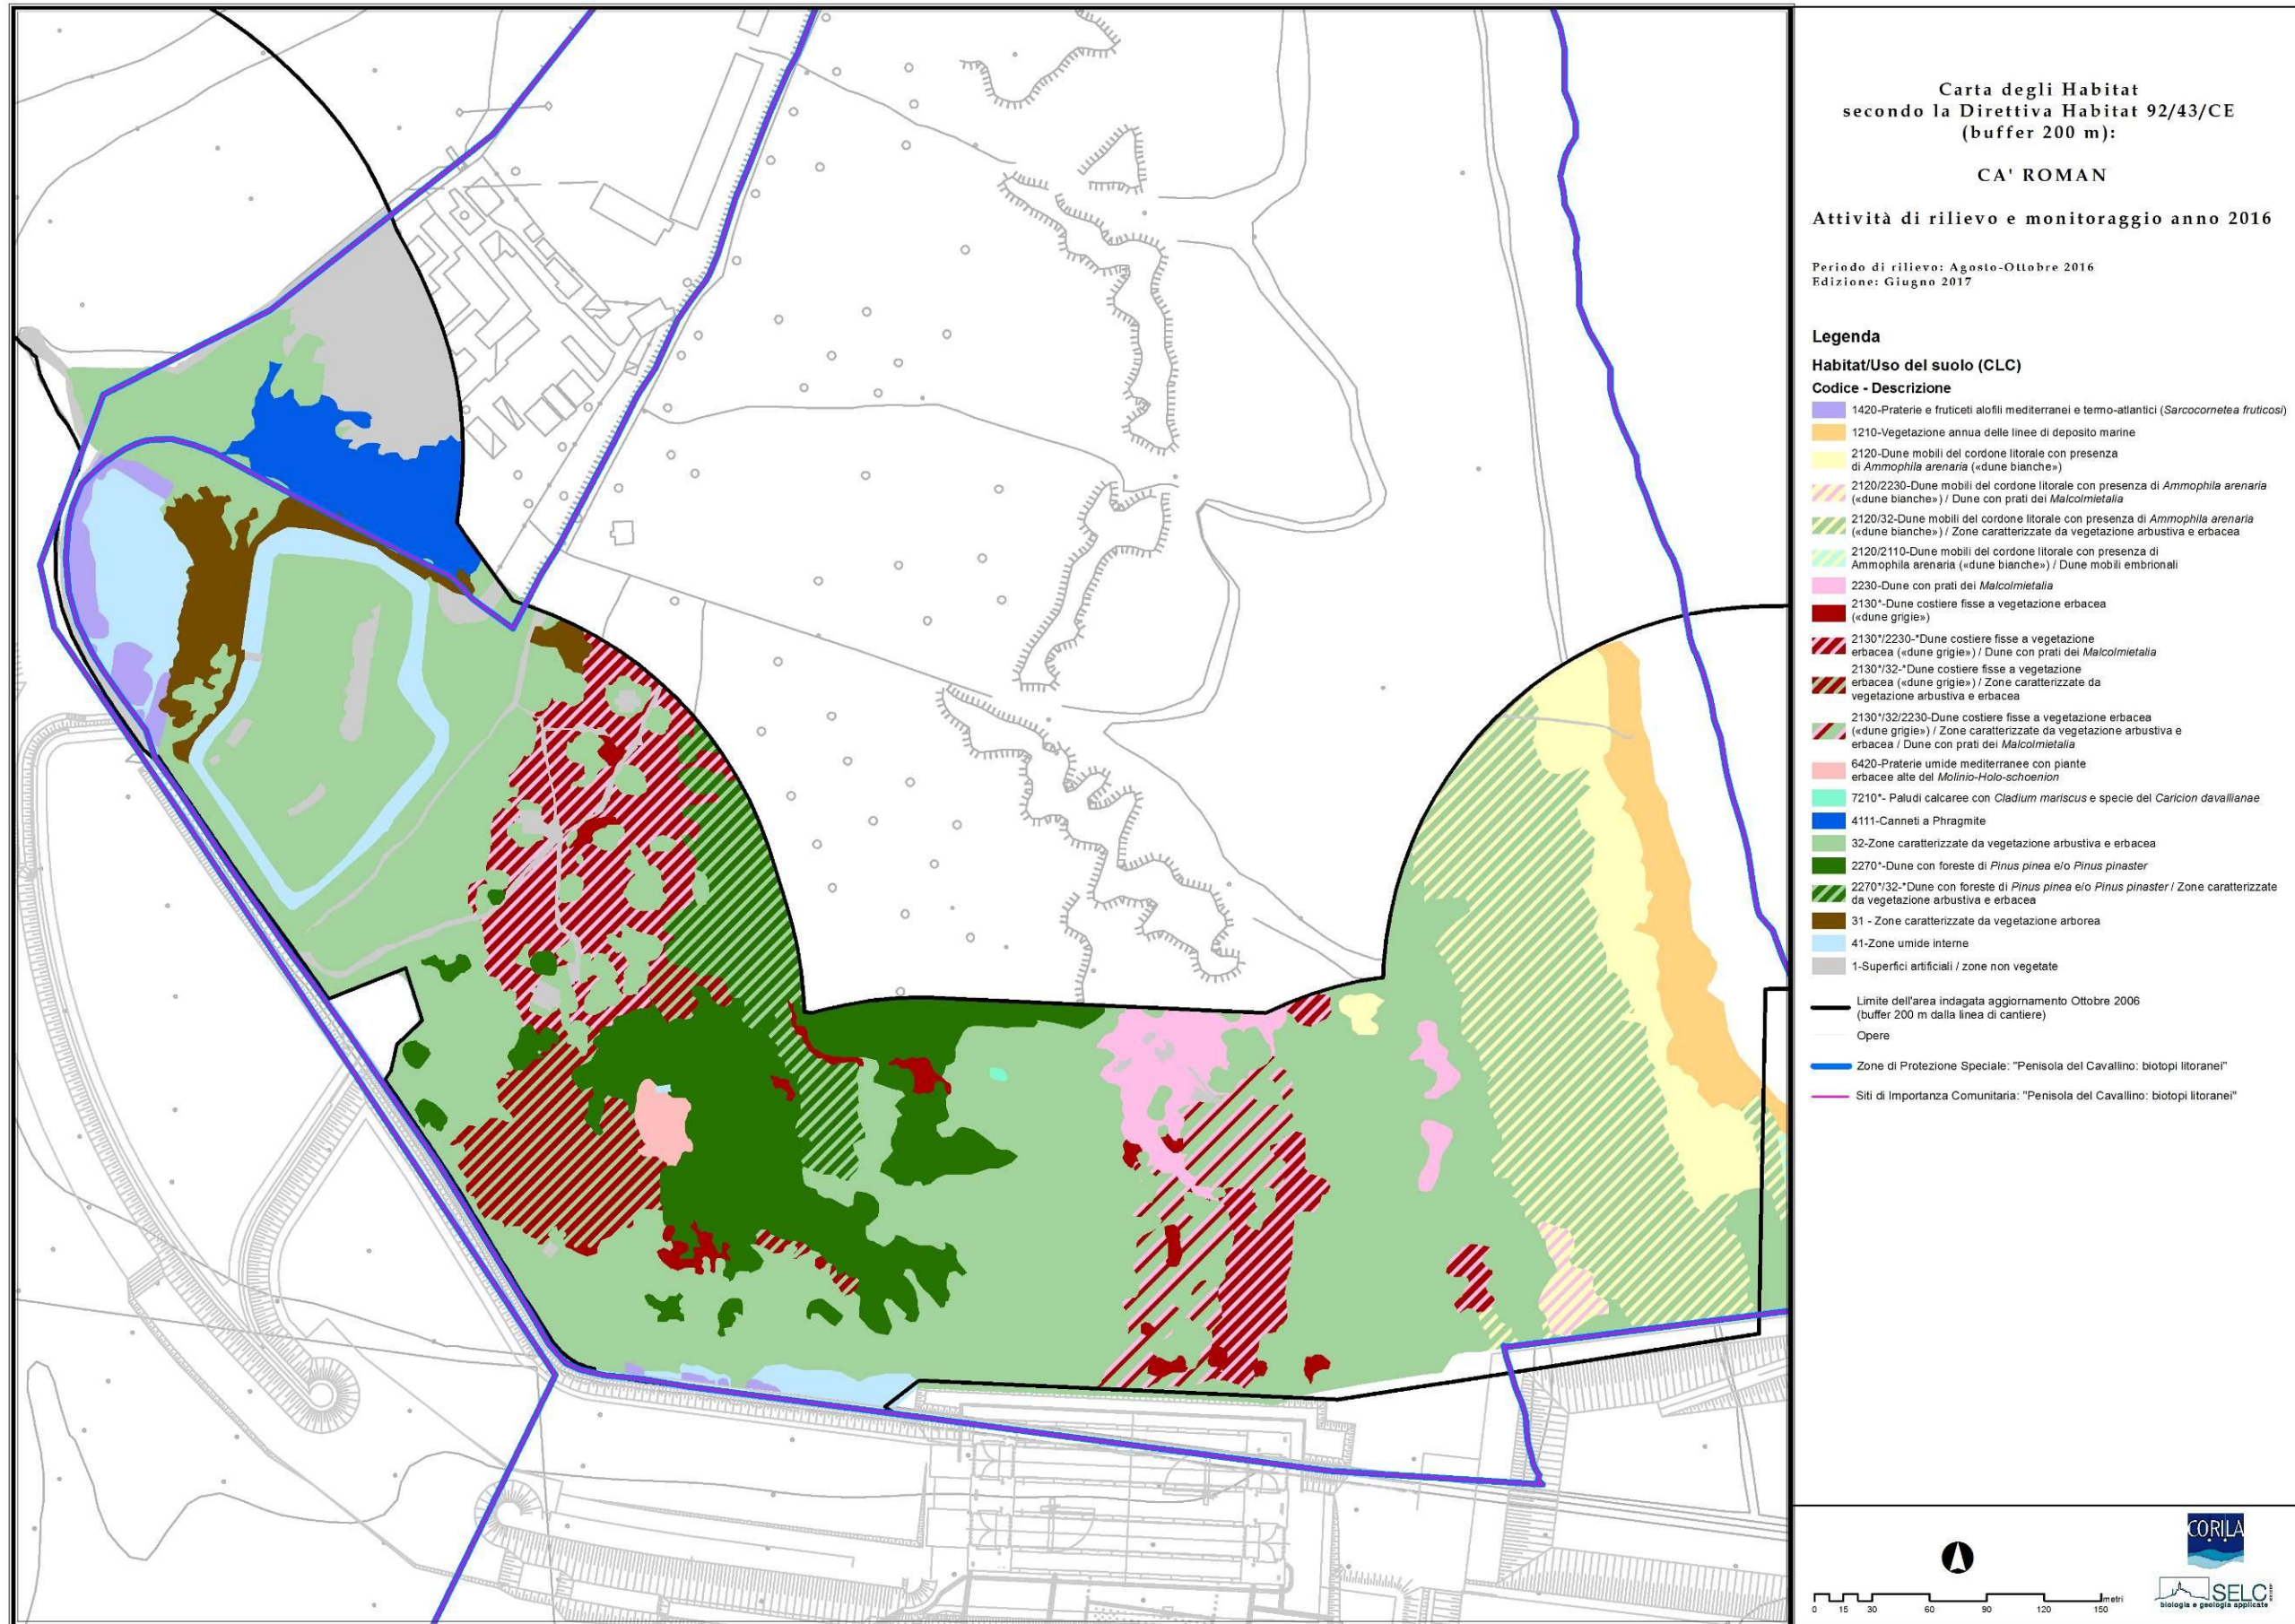 Carta degli Habitat
secondo la Direttiva Habitat 92/43/CE
(buffer 200 m):
CA' ROMAN
Attività di rilievo e monitoraggio anno 2016
Periodo di rilievo: Agosto-Ottobre 2016
Edizione: Giugno 2017
Legenda
Habitat/Uso del suolo (CLC)
Codice - Descrizione
1420-Praterie e fruticeti alofili mediterranei e termo-atlantici (Sarcocornetea fruticosi)
1210-Vegetazione annua delle linee di deposito marine
2120-Dune mobili del cordone litorale con presenza
di Ammophila arenaria («dune bianche»)
2120/2230-Dune mobili del cordone litorale con presenza di Ammophila arenaria
(«dune bianche») / Dune con prati dei Malcolmietalia
2120/32-Dune mobili del cordone litorale con presenza di Ammophila arenaria
(«dune bianche») / Zone caratterizzate da vegetazione arbustiva e erbacea
2120/2110-Dune mobili del cordone litorale con presenza di
Ammophila arenaria («dune bianche») / Dune mobili embrionali
2230-Dune con prati dei Malcolmietalia
2130*-Dune costiere fisse a vegetazione erbacea
(«dune grigie»)
2130*/2230-*Dune costiere fisse a vegetazione
erbacea («dune grigie») / Dune con prati dei Malcolmietalia
2130*/32-*Dune costiere fisse a vegetazione
erbacea («dune grigie») / Zone caratterizzate da
vegetazione arbustiva e erbacea
2130*/32/2230-Dune costiere fisse a vegetazione erbacea
(«dune grigie») / Zone caratterizzate da vegetazione arbustiva e
erbacea / Dune con prati dei Malcolmietalia
6420-Praterie umide mediterranee con piante
erbacee alte del Molinio-Holo-schoenion
7210*- Paludi calcaree con Cladium mariscus e specie del Caricion davallianae
4111-Canneti a Phragmite
32-Zone caratterizzate da vegetazione arbustiva e erbacea
2270*-Dune con foreste di Pinus pinea e/o Pinus pinaster
2270*/32-*Dune con foreste di Pinus pinea e/o Pinus pinaster / Zone caratterizzate
da vegetazione arbustiva e erbacea
31 - Zone caratterizzate da vegetazione arborea
41-Zone umide interne
1-Superfici artificiali / zone non vegetate
Limite dell'area indagata aggiornamento Ottobre 2006
(buffer 200 m dalla linea di cantiere)
Opere
Zone di Protezione Speciale: "Penisola del Cavallino: biotopi litoranei"
Siti di Importanza Comunitaria: "Penisola del Cavallino: biotopi litoranei"
CORILA
metri
0 15 30 60 90 120 150
SELC
biologia e geologia applicate